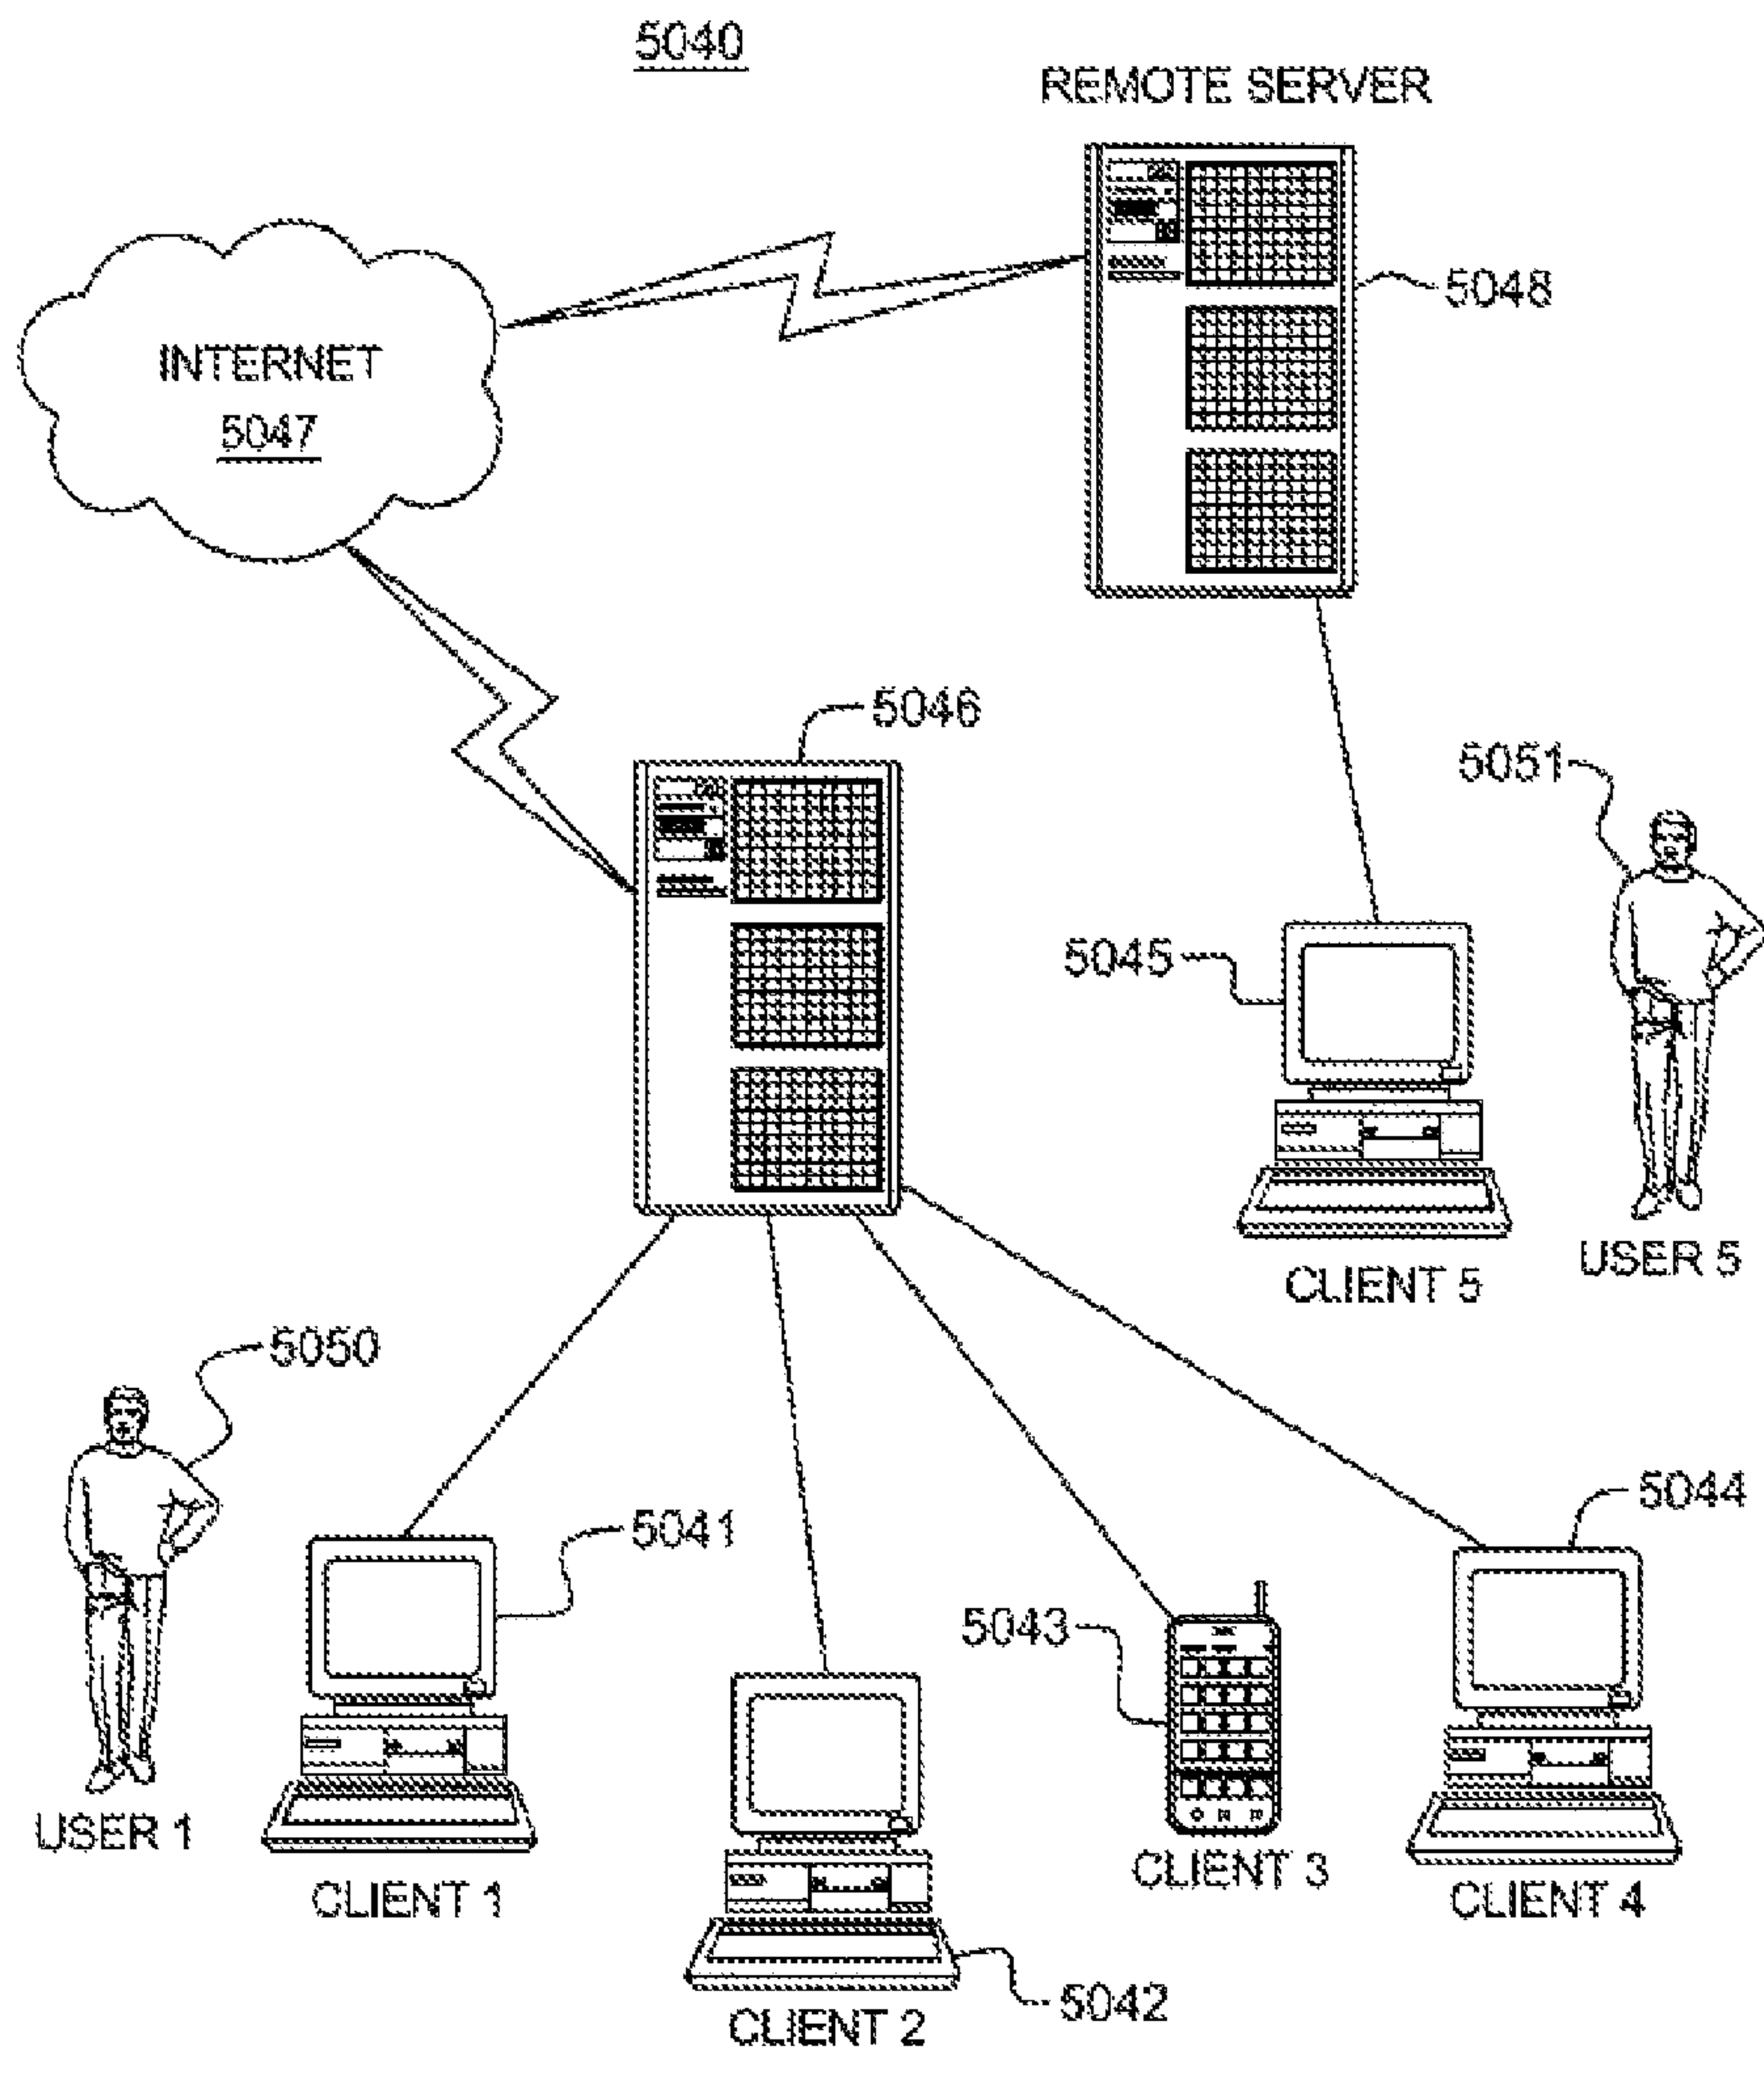 5040
REMOTE SERVER
5048
INTERNET
5047
5046
5051
5045
USER 5
CLIENT 5
5050
5041
5044
5043
USER 1
CLIENT 1
CLIENT 3
CLIENT 4
5042
CLIENT 2